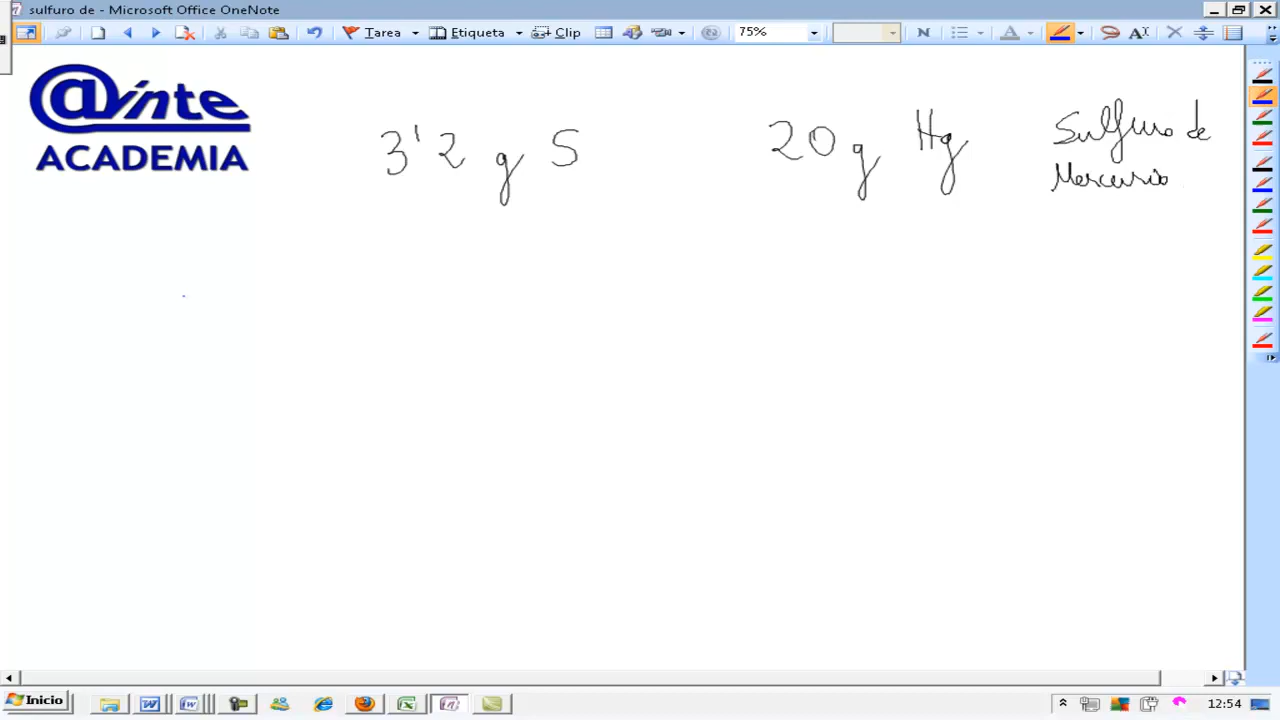 sulfuro de - Microsoft Office OneNote
Tarea Etiqueta Clip 75% N A
@inte
ACADEMIA
3'2 g S 20 g Hg Sulfuro de
Mercurio
Inicio 12:54